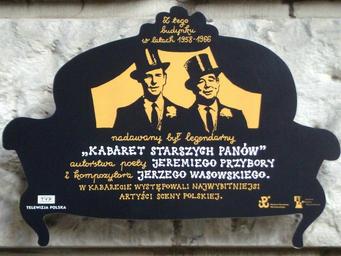 Z tego
budynku
w latach 1958-1966
nadawany był legendarny
„KABARET STARSZYCH PANÓW”
autorstwa poety JEREMIEGO PRZYBORY
i kompozytora JERZEGO WASOWSKIEGO.
W KABARECIE WYSTĘPOWALI NAJWYBITNIEJSI
ARTYŚCI SCENY POLSKIEJ.
TVP
TELEWIZJA POLSKA